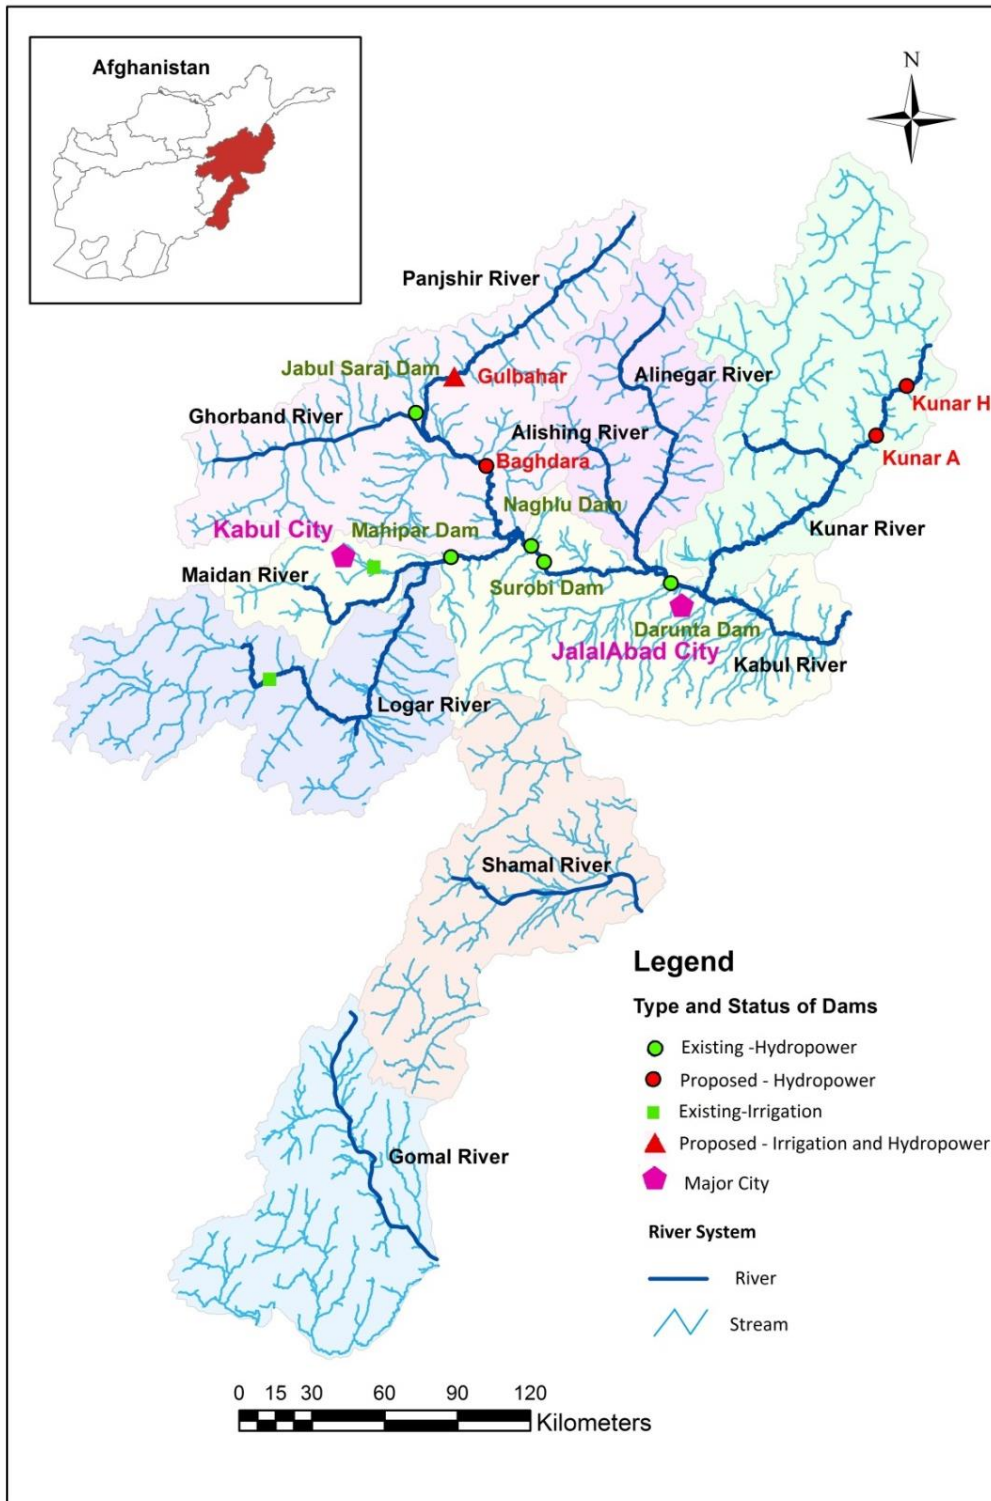 Afghanistan
N
Panjshir River
Jabul Saraj Dam
Gulbahar
Alinegar River
Kunar H
Ghorband River
Alishing River
Kunar A
Baghdara
Naghlu Dam
Kabul City
Mahipar Dam
Kunar River
Maidan River
Surobi Dam
Darunta Dam
JalalAbad City
Kabul River
Logar River
Shamal River
Gomal River
Legend
Type and Status of Dams
Existing -Hydropower
Proposed - Hydropower
Existing-Irrigation
Proposed - Irrigation and Hydropower
Major City
River System
River
Stream
0 15 30 60 90 120
Kilometers